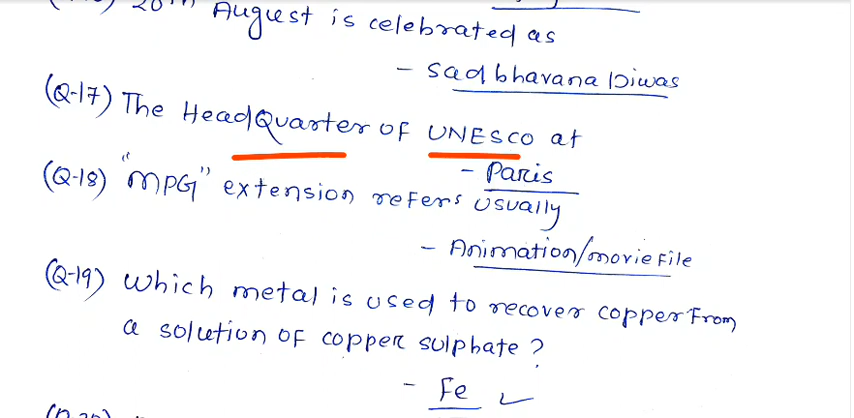 20th August is celebrated as
- Sadbhavana Diwas
(Q-17) The HeadQuarter of UNESCO at
- Paris
(Q-18) "MPG" extension refers usually
- Animation/movie File
(Q-19) Which metal is used to recover copper From
a solution of copper sulphate ?
- Fe ✓